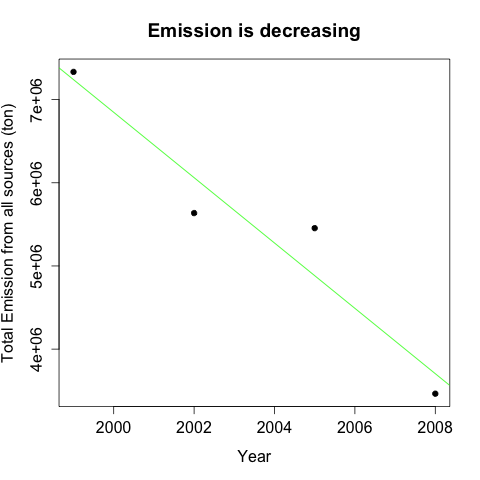 Emission is decreasing
Total Emission from all sources (ton)
7e+06
6e+06
5e+06
4e+06
2000 2002 2004 2006 2008
Year